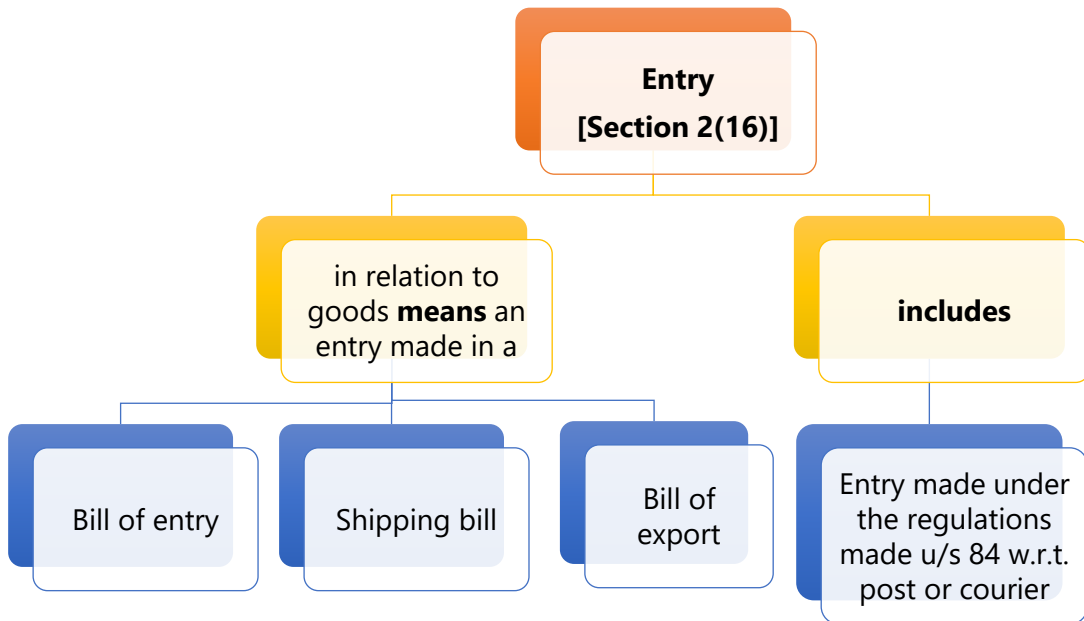 Entry
[Section 2(16)]
in relation to
goods means an
entry made in a
includes
Bill of entry
Shipping bill
Bill of
export
Entry made under
the regulations
made u/s 84 w.r.t.
post or courier